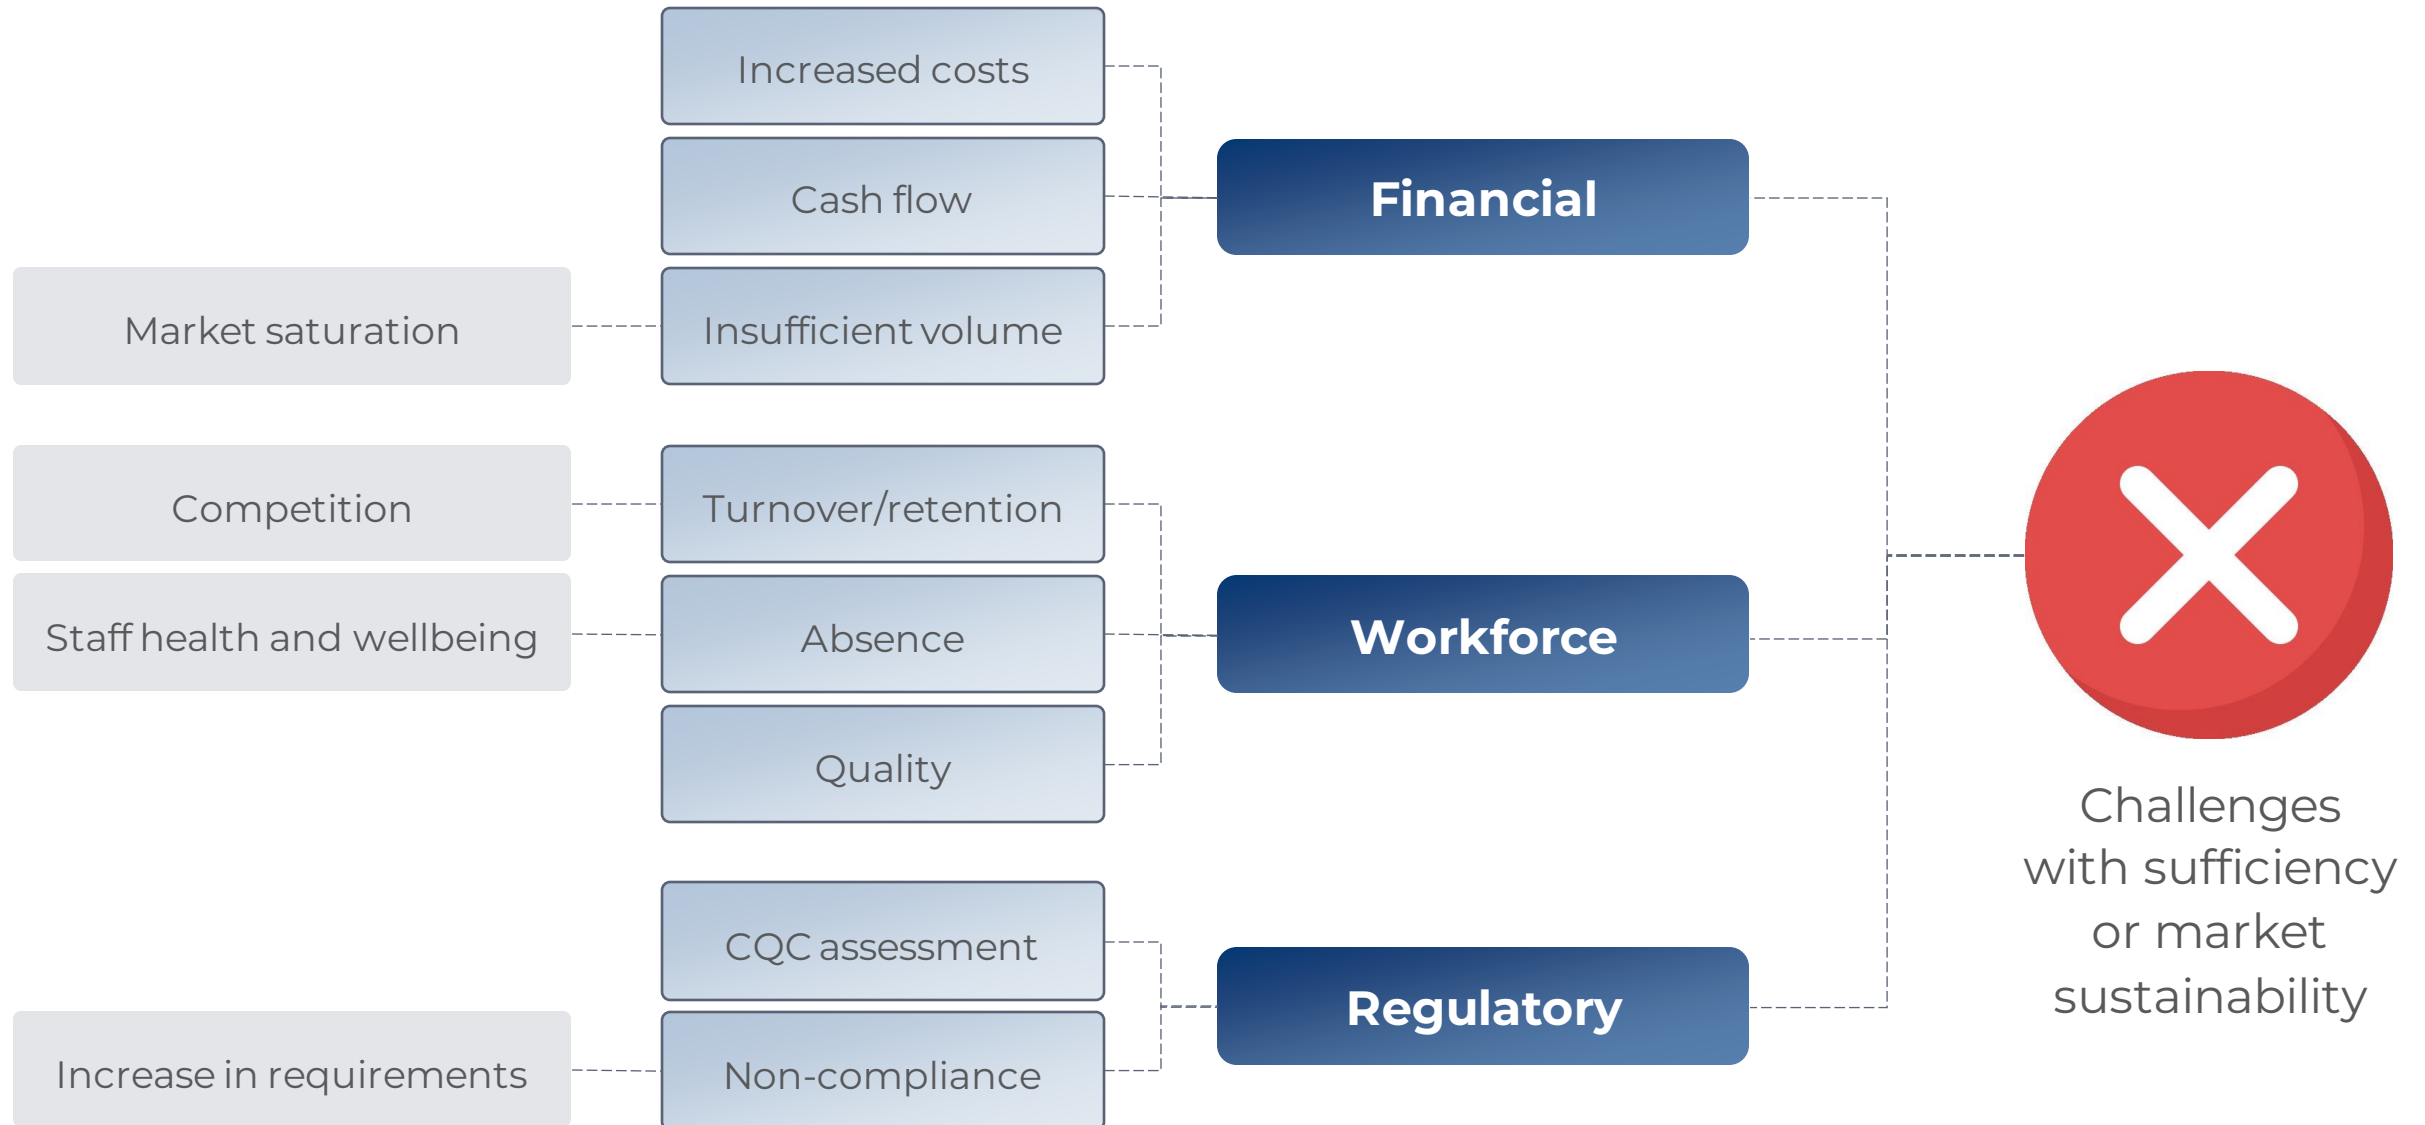 Increased costs
Cash flow
Financial
Market saturation
Insufficient volume
Competition
Turnover/retention
Staff health and wellbeing
Absence
Workforce
Quality
CQC assessment
Regulatory
Increase in requirements
Non-compliance
Challenges
with sufficiency
or market
sustainability